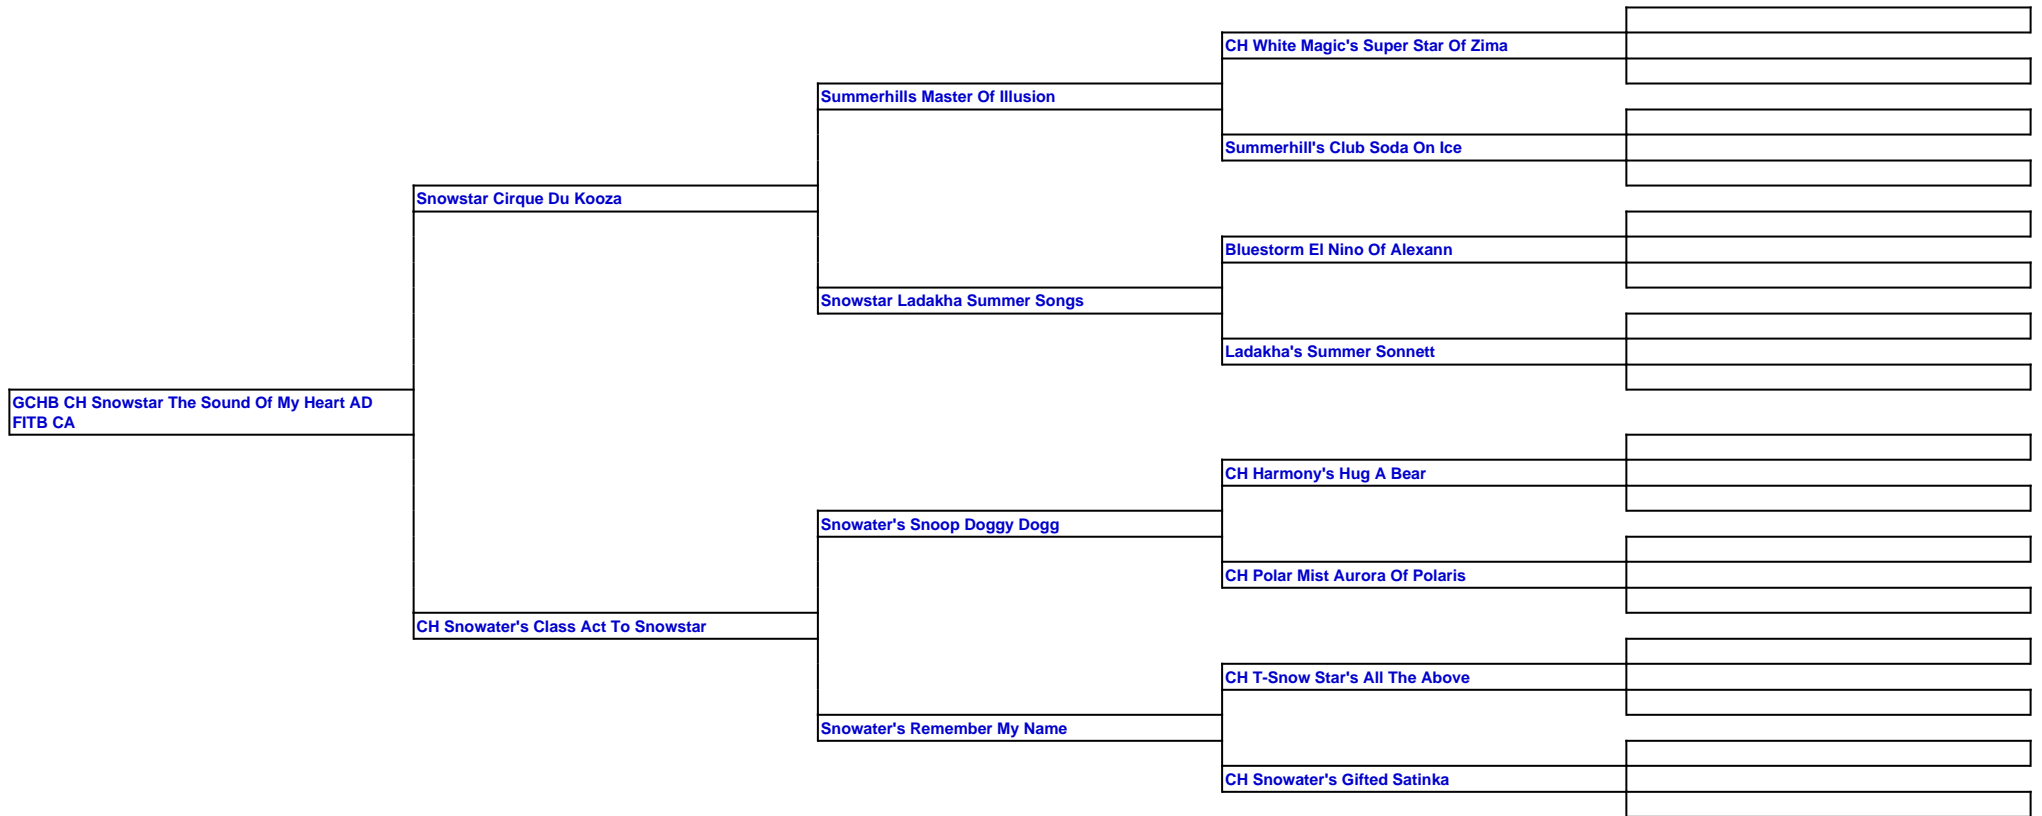 CH White Magic's Super Star Of Zima
Summerhills Master Of Illusion
Summerhill's Club Soda On Ice
Snowstar Cirque Du Kooza
Bluestorm El Nino Of Alexann
Snowstar Ladakha Summer Songs
Ladakha's Summer Sonnett
GCHB CH Snowstar The Sound Of My Heart AD
FITB CA
CH Harmony's Hug A Bear
Snowater's Snoop Doggy Dogg
CH Polar Mist Aurora Of Polaris
CH Snowater's Class Act To Snowstar
CH T-Snow Star's All The Above
Snowater's Remember My Name
CH Snowater's Gifted Satinka